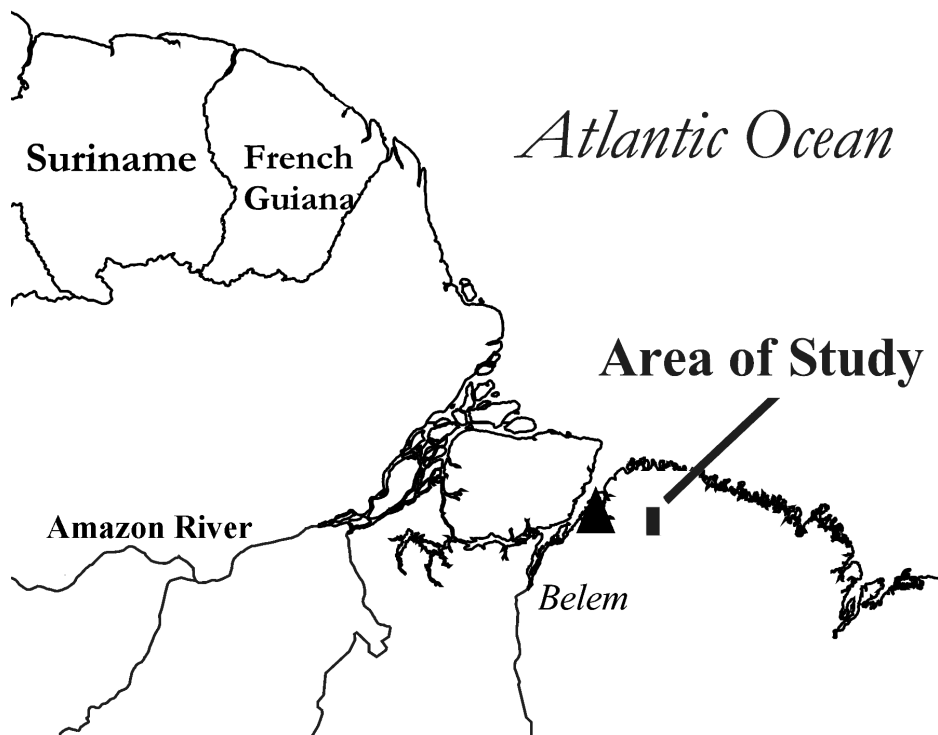 Atlantic Ocean
Suriname
French
Guiana
Area of Study
Amazon River
Belem